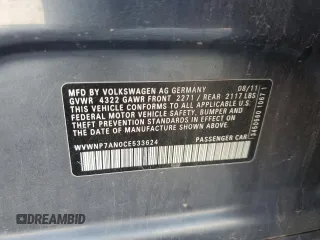 MFD BY VOLKSWAGEN AG GERMANY 08/11
GVWR 4322 GAWR FRONT 2271 / REAR 2117 LBS
THIS VEHICLE CONFORMS TO ALL APPLICABLE
FEDERAL MOTOR VEHICLE SAFETY, BUMPER AND
THEFT PREVENTION STANDARDS IN EFFECT ON THE
DATE OF MANUFACTURE SHOWN ABOVE.
WVWNP7AN0CE533624 PASSENGER CAR
DREAMBID